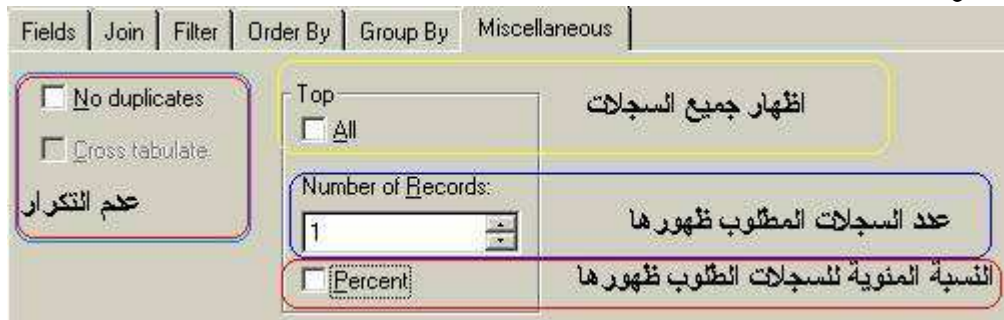 Fields Join Filter Order By Group By Miscellaneous
No duplicates
Cross tabulate
عدم التكرار
Top
All
اظهار جميع السجلات
Number of Records:
1
عدد السجلات المطلوب ظهورها
Percent
النسبة المئوية للسجلات الطلوب ظهورها